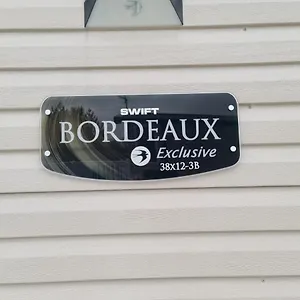 SWIFT
BORDEAUX
Exclusive
38x12-3B